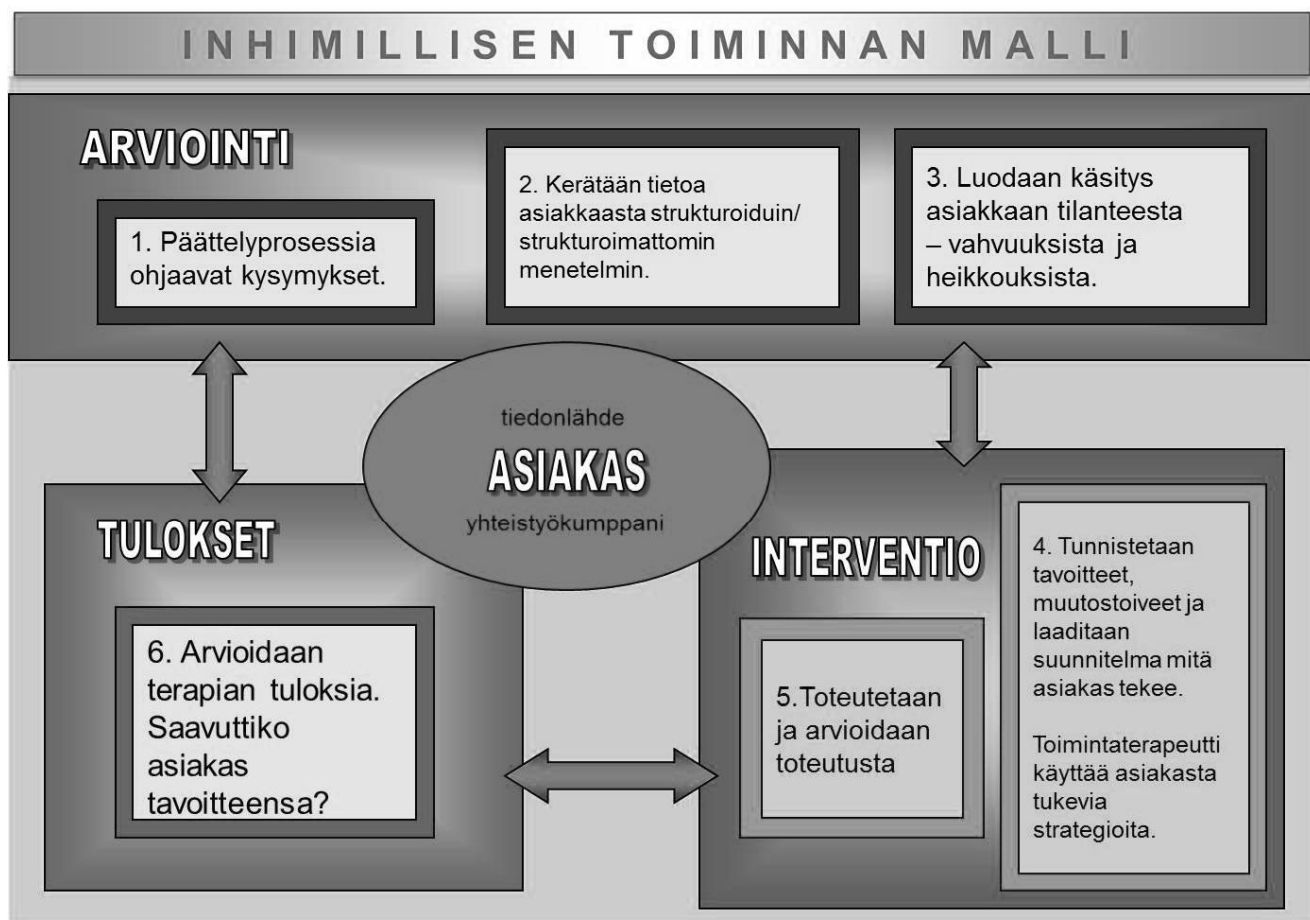 INHIMILLISEN TOIMINNAN MALLI
ARVIOINTI
1. Päättelyprosessia
ohjaavat kysymykset.
2. Kerätään tietoa
asiakkaasta strukturoiduin/
strukturoimattomin
menetelmin.
3. Luodaan käsitys
asiakkaan tilanteesta
– vahvuuksista ja
heikkouksista.
tiedonlähde
ASIAKAS
yhteistyökumppani
TULOKSET
6. Arvioidaan
terapian tuloksia.
Saavuttiko
asiakas
tavoitteensa?
INTERVENTIO
5.Toteutetaan
ja arvioidaan
toteutusta
4. Tunnistetaan
tavoitteet,
muutostoiveet ja
laaditaan
suunnitelma mitä
asiakas tekee.
Toimintaterapeutti
käyttää asiakasta
tukevia
strategioita.